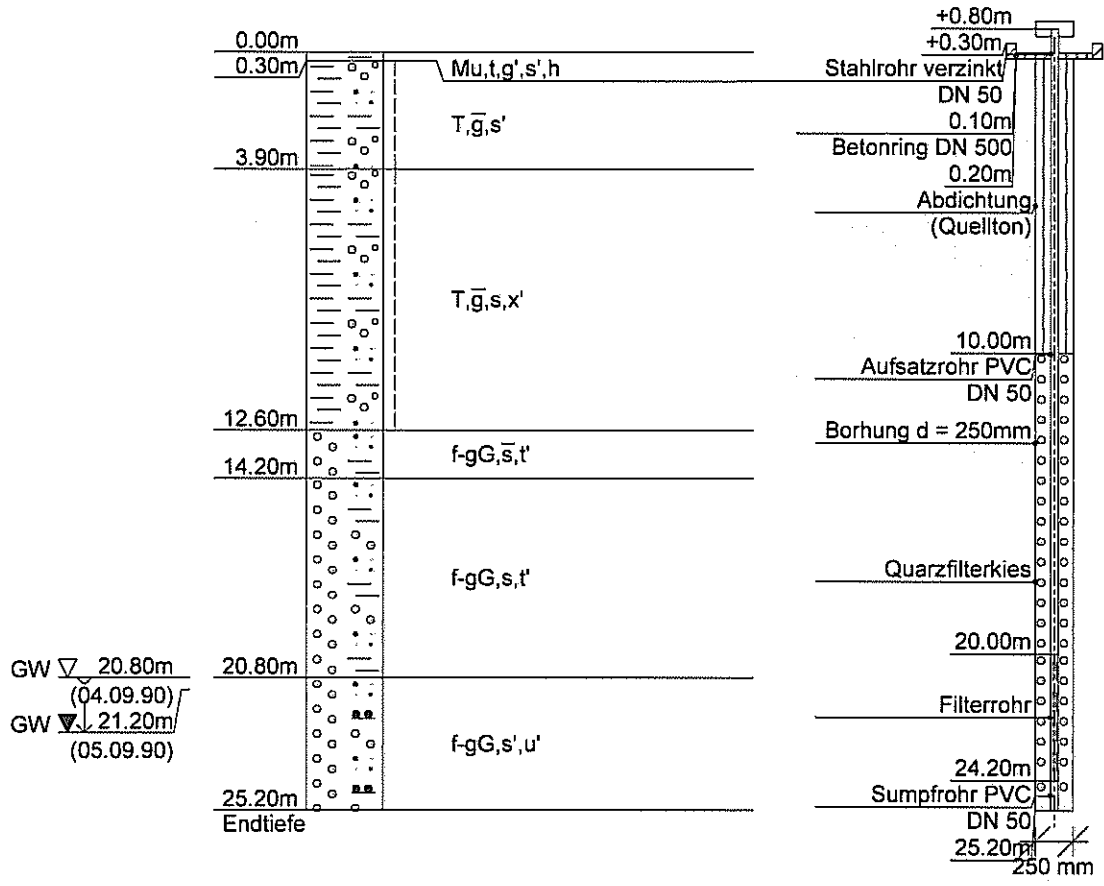 0.00m
0.30m
Mu,t,g',s',h
T,g̅,s'
3.90m
T,g̅,s,x'
12.60m
f-gG,s̅,t'
14.20m
f-gG,s,t'
GW 20.80m
(04.09.90)
GW 21.20m
(05.09.90)
20.80m
f-gG,s',u'
25.20m
Endtiefe
+0.80m
+0.30m
Stahlrohr verzinkt
DN 50
0.10m
Betonring DN 500
0.20m
Abdichtung
(Quellton)
10.00m
Aufsatzrohr PVC
DN 50
Borhung d = 250mm
Quarzfilterkies
20.00m
Filterrohr
24.20m
Sumpfrohr PVC
DN 50
25.20m
250 mm